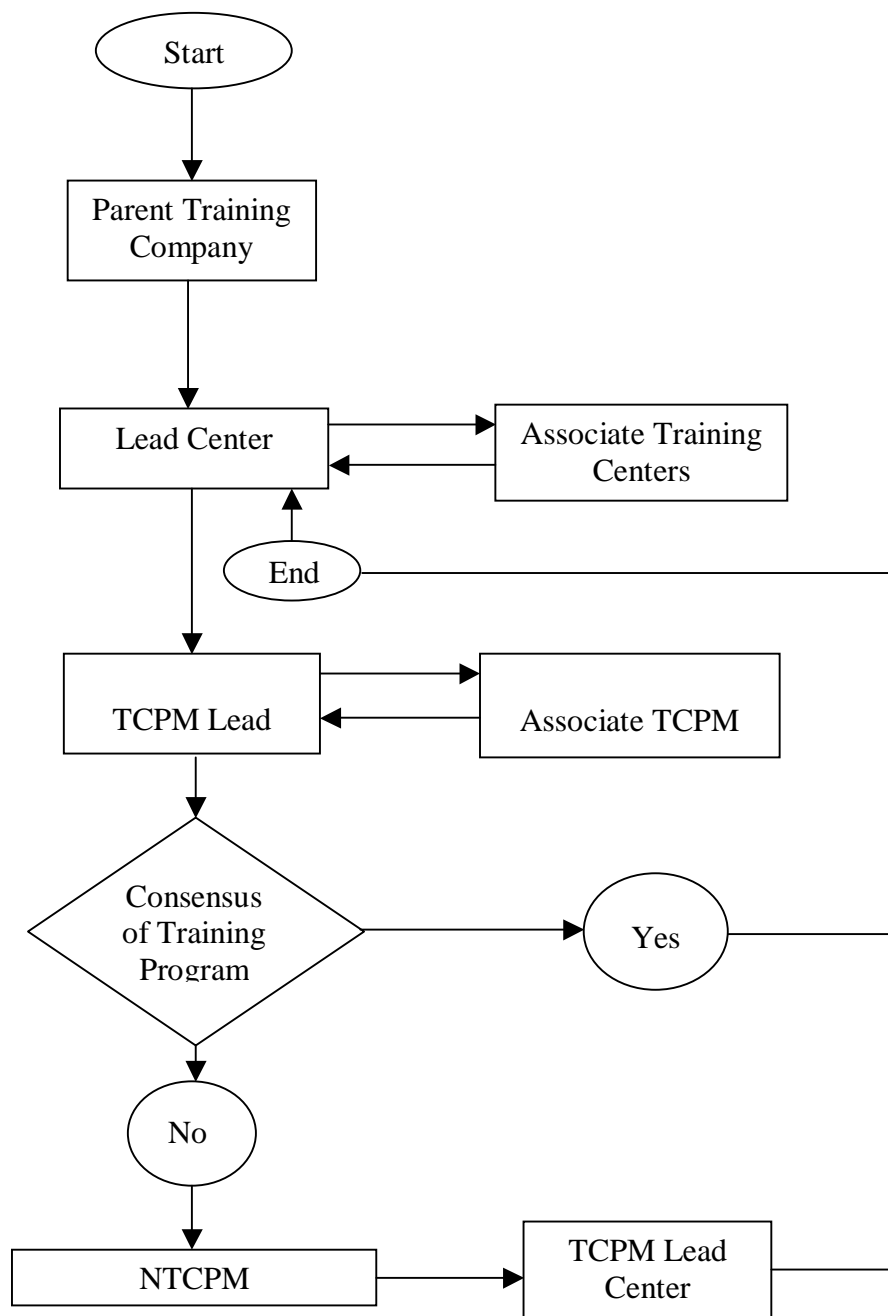 Start
Parent Training
Company
Lead Center
Associate Training
Centers
End
TCPM Lead
Associate TCPM
Consensus
of Training
Program
Yes
No
NTCPM
TCPM Lead
Center